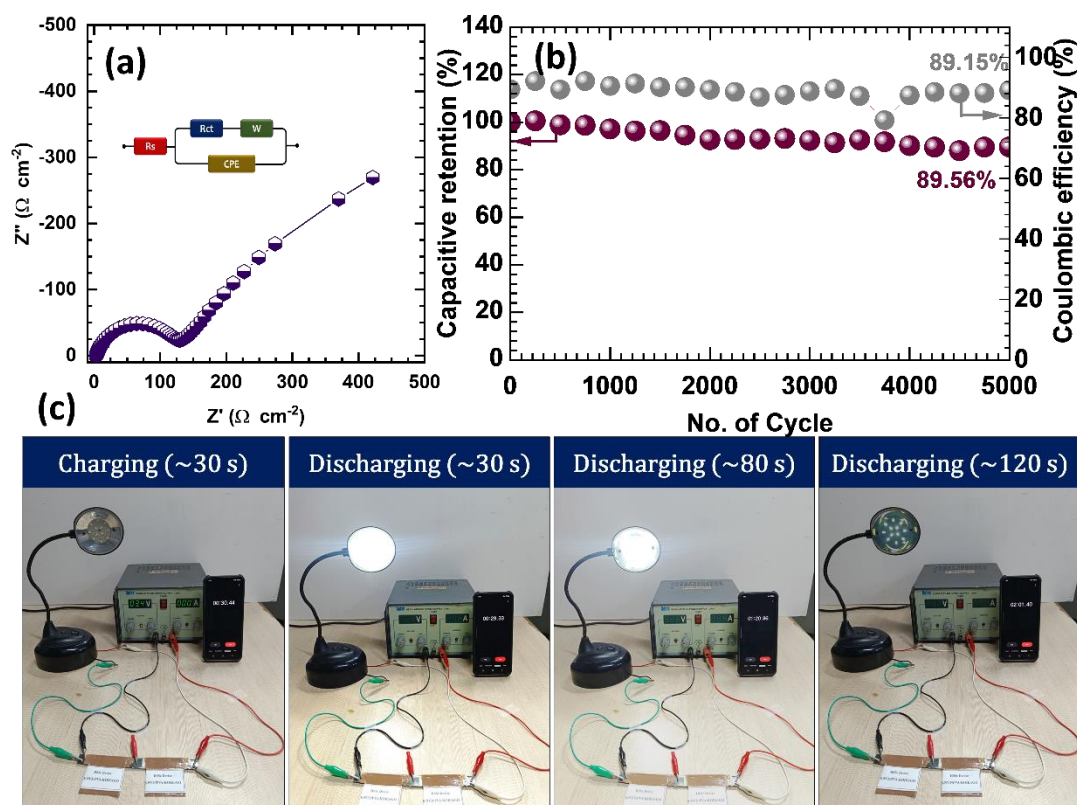 (a)
-500
-400
-300
-200
-100
0
0 100 200 300 400 500
Z'' (Ω cm-2)
Z' (Ω cm-2)
Rs
Rct
W
CPE
(b)
140
120
100
80
60
40
20
0
Capacitive retention (%)
89.15%
89.56%
100
80
60
40
20
0
Coulombic efficiency (%)
0 1000 2000 3000 4000 5000
No. of Cycle
(c)
Charging (~30 s)
Discharging (~30 s)
Discharging (~80 s)
Discharging (~120 s)
V
A
00:30.44
V
A
00:29.33
V
A
01:20.86
V
A
02:01.40